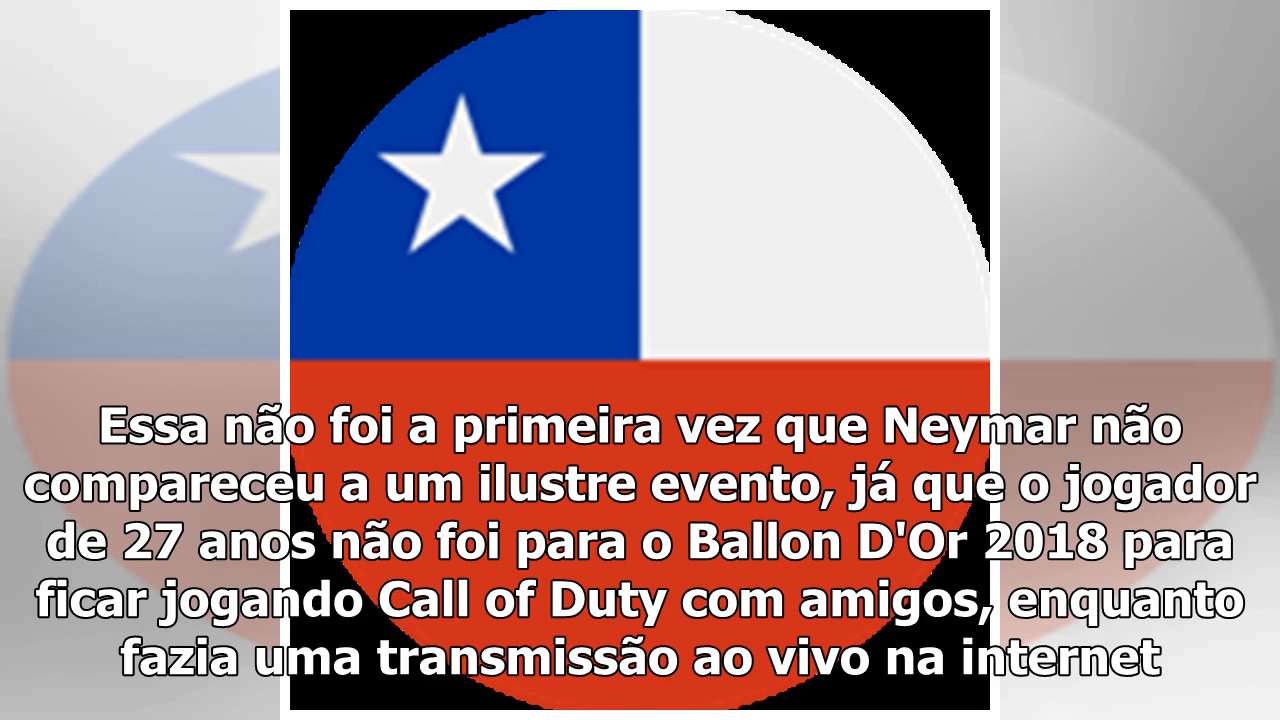 Essa não foi a primeira vez que Neymar não
compareceu a um ilustre evento, já que o jogador
de 27 anos não foi para o Ballon D'Or 2018 para
ficar jogando Call of Duty com amigos, enquanto
fazia uma transmissão ao vivo na internet